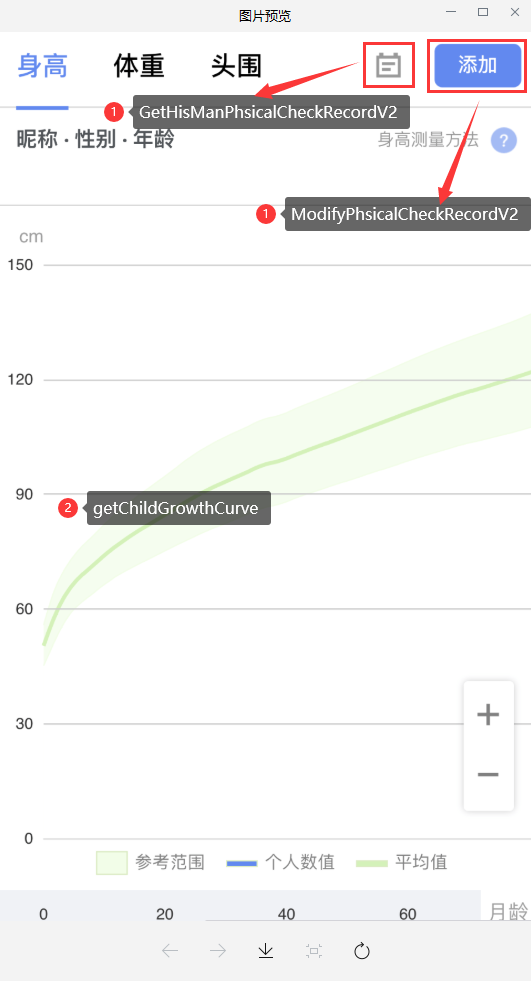 图片预览
身高 体重 头围 添加
1 GetHisManPhsicalCheckRecordV2
昵称 · 性别 · 年龄 身高测量方法 ?
1 ModifyPhsicalCheckRecordV2
cm
150
120
90
2 getChildGrowthCurve
60
30
0
参考范围 个人数值 平均值
0 20 40 60 月龄